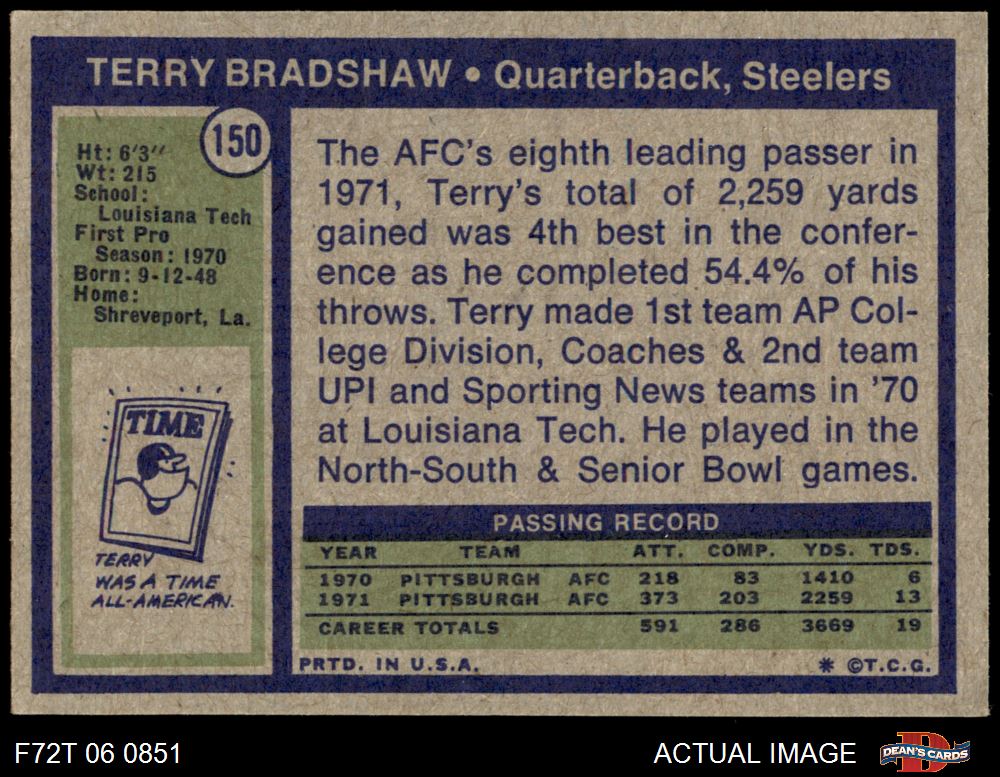 TERRY BRADSHAW • Quarterback, Steelers
150
Ht: 6'3"
Wt: 215
School:
Louisiana Tech
First Pro
Season: 1970
Born: 9-12-48
Home:
Shreveport, La.
TIME
TERRY
WAS A TIME
ALL-AMERICAN.
The AFC's eighth leading passer in
1971, Terry's total of 2,259 yards
gained was 4th best in the confer-
ence as he completed 54.4% of his
throws. Terry made 1st team AP Col-
lege Division, Coaches & 2nd team
UPI and Sporting News teams in '70
at Louisiana Tech. He played in the
North-South & Senior Bowl games.
PASSING RECORD
YEAR TEAM ATT. COMP. YDS. TDS.
1970 PITTSBURGH AFC 218 83 1410 6
1971 PITTSBURGH AFC 373 203 2259 13
CAREER TOTALS 591 286 3669 19
PRTD. IN U.S.A. * ©T.C.G.
F72T 06 0851 ACTUAL IMAGE DEAN'S CARDS